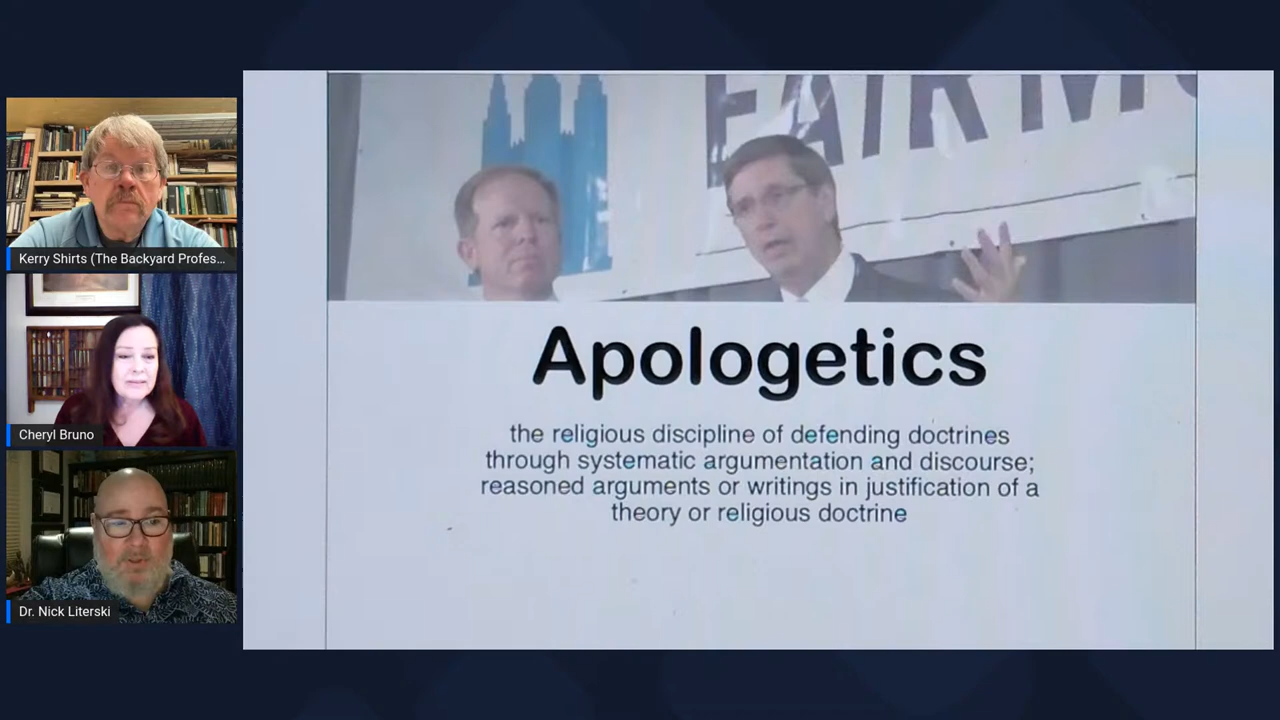 Kerry Shirts (The Backyard Profes...
Cheryl Bruno
Dr. Nick Literski
FAIRM
Apologetics
the religious discipline of defending doctrines
through systematic argumentation and discourse;
reasoned arguments or writings in justification of a
theory or religious doctrine